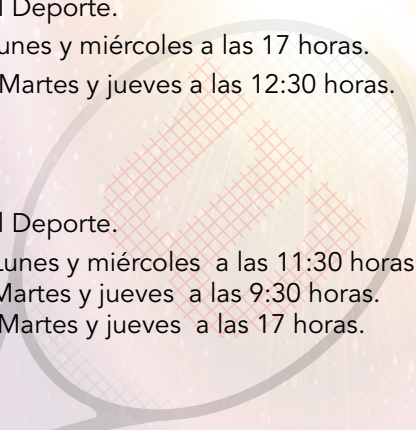 l Deporte.
unes y miércoles a las 17 horas.
Martes y jueves a las 12:30 horas.
l Deporte.
Lunes y miércoles  a las 11:30 horas
Martes y jueves  a las 9:30 horas.
Martes y jueves  a las 17 horas.